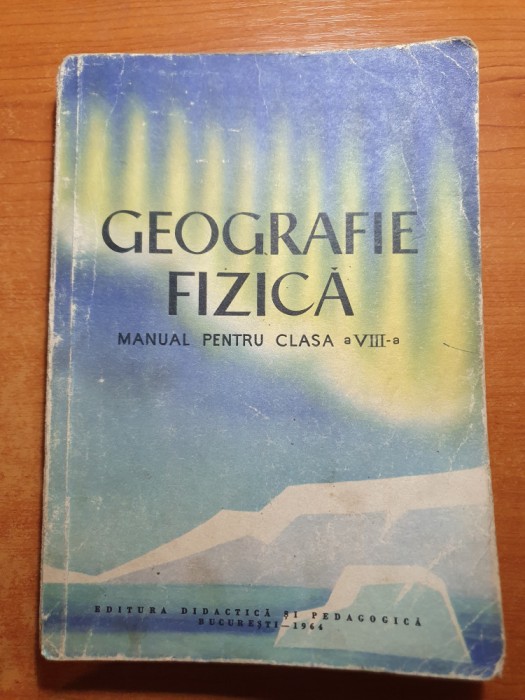 GEOGRAFIE
FIZICĂ
MANUAL PENTRU CLASA a VIII-a
EDITURA DIDACTICĂ ŞI PEDAGOGICĂ
BUCUREŞTI—1964